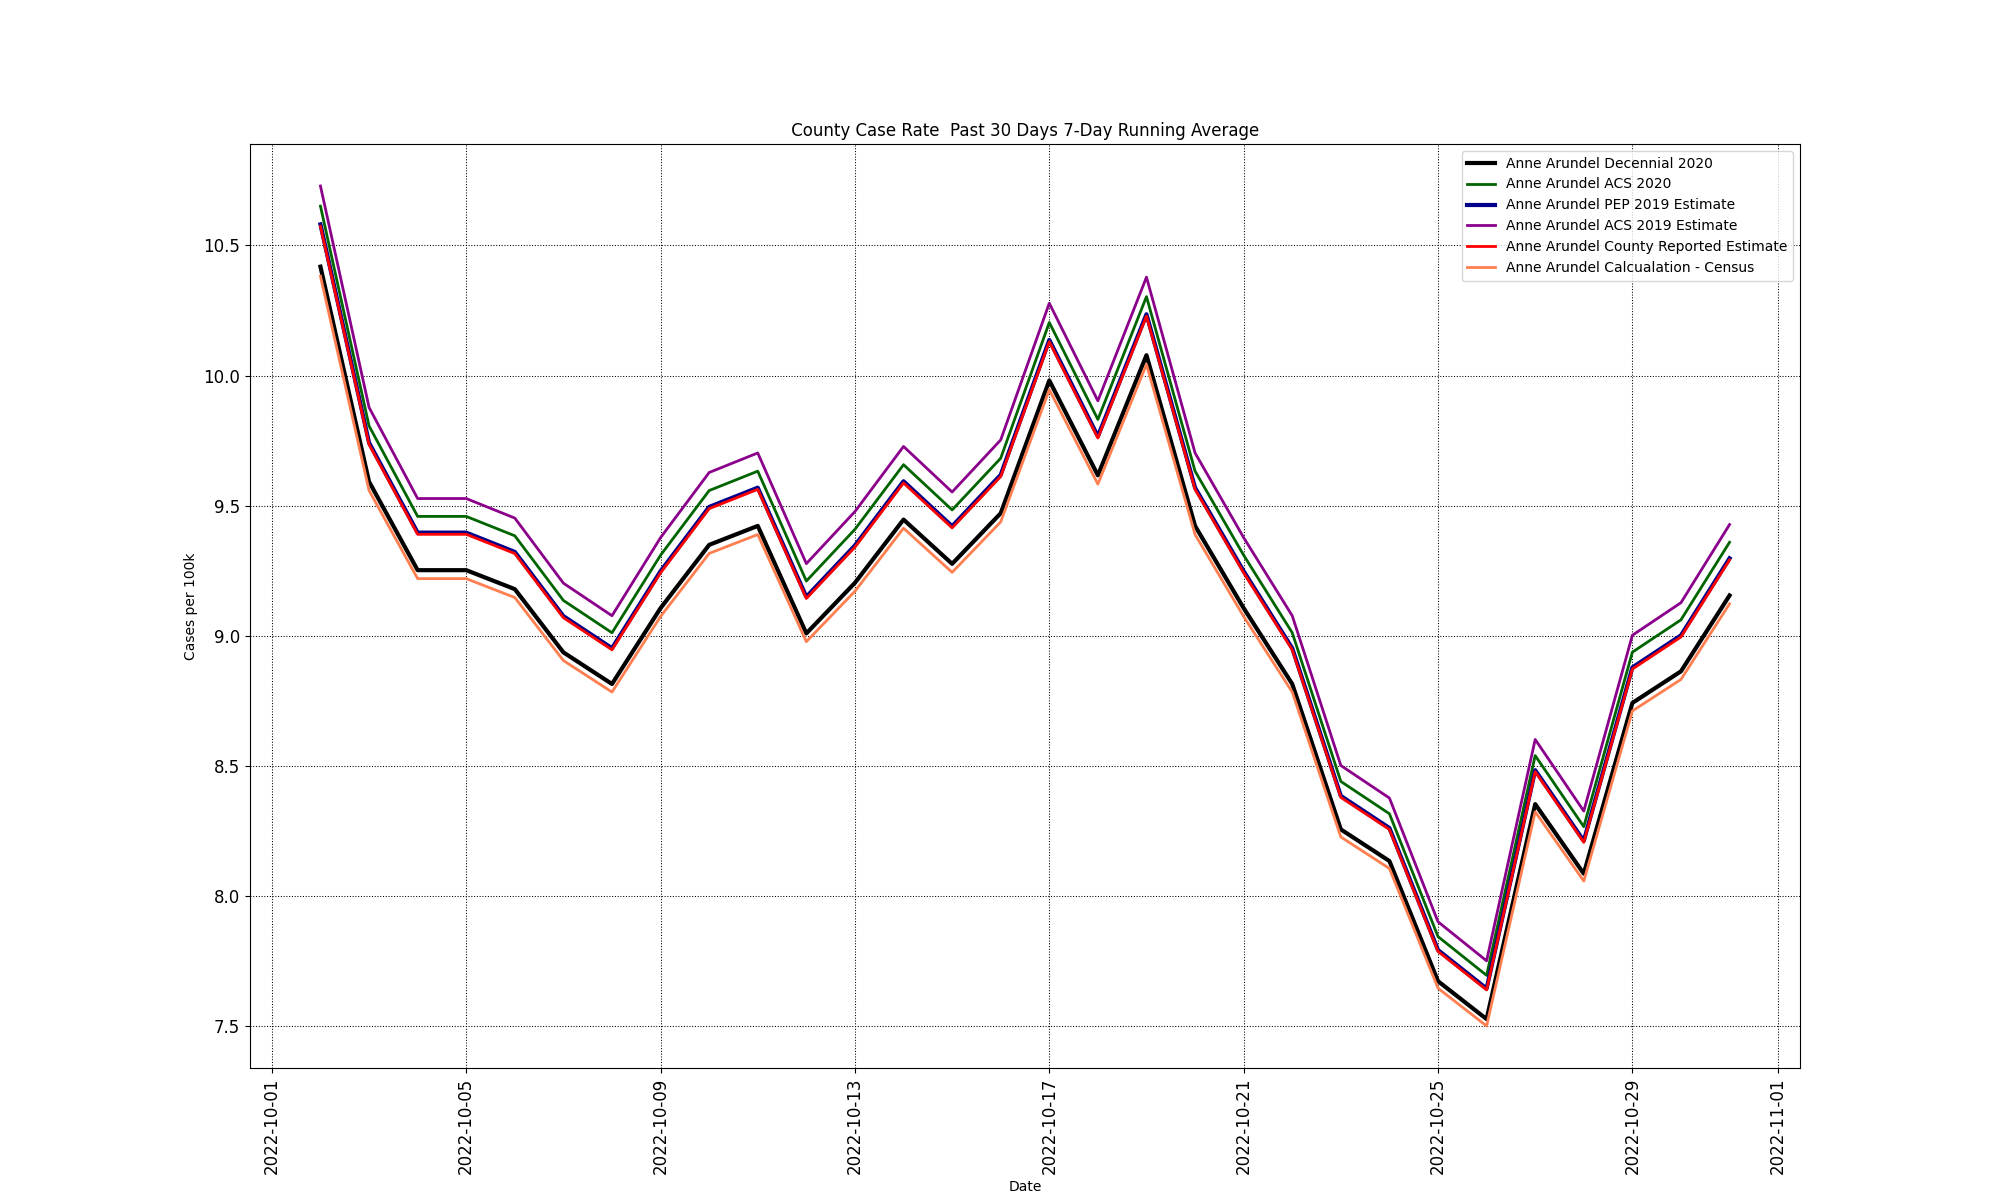 County Case Rate  Past 30 Days 7-Day Running Average
Anne Arundel Decennial 2020
Anne Arundel ACS 2020
Anne Arundel PEP 2019 Estimate
Anne Arundel ACS 2019 Estimate
Anne Arundel County Reported Estimate
Anne Arundel Calcualation - Census
Cases per 100k
10.5
10.0
9.5
9.0
8.5
8.0
7.5
2022-10-01
2022-10-05
2022-10-09
2022-10-13
2022-10-17
2022-10-21
2022-10-25
2022-10-29
2022-11-01
Date